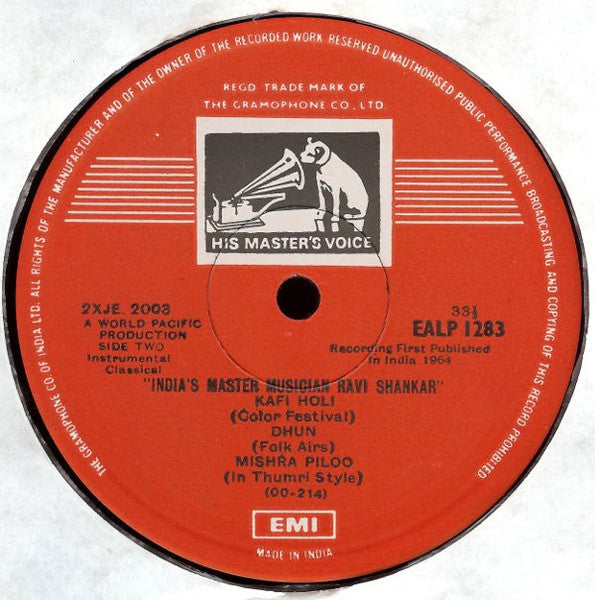 THE GRAMOPHONE CO OF INDIA LTD. ALL RIGHTS OF THE MANUFACTURER AND OF THE OWNER OF THE RECORDED WORK RESERVED UNAUTHORISED PUBLIC PERFORMANCE BROADCASTING AND COPYING OF THIS RECORD PROHIBITED
REGD. TRADE MARK OF
THE GRAMOPHONE CO., LTD.
HIS MASTER'S VOICE
2XJE. 2003
A WORLD PACIFIC
PRODUCTION
SIDE TWO
Instrumental
Classical
33⅓
EALP 1283
Recording First Published
in India 1964
"INDIA'S MASTER MUSICIAN RAVI SHANKAR"
KAFI HOLI
(Color Festival)
DHUN
(Folk Airs)
MISHRA PILOO
(In Thumri Style)
(OO-214)
EMI
MADE IN INDIA